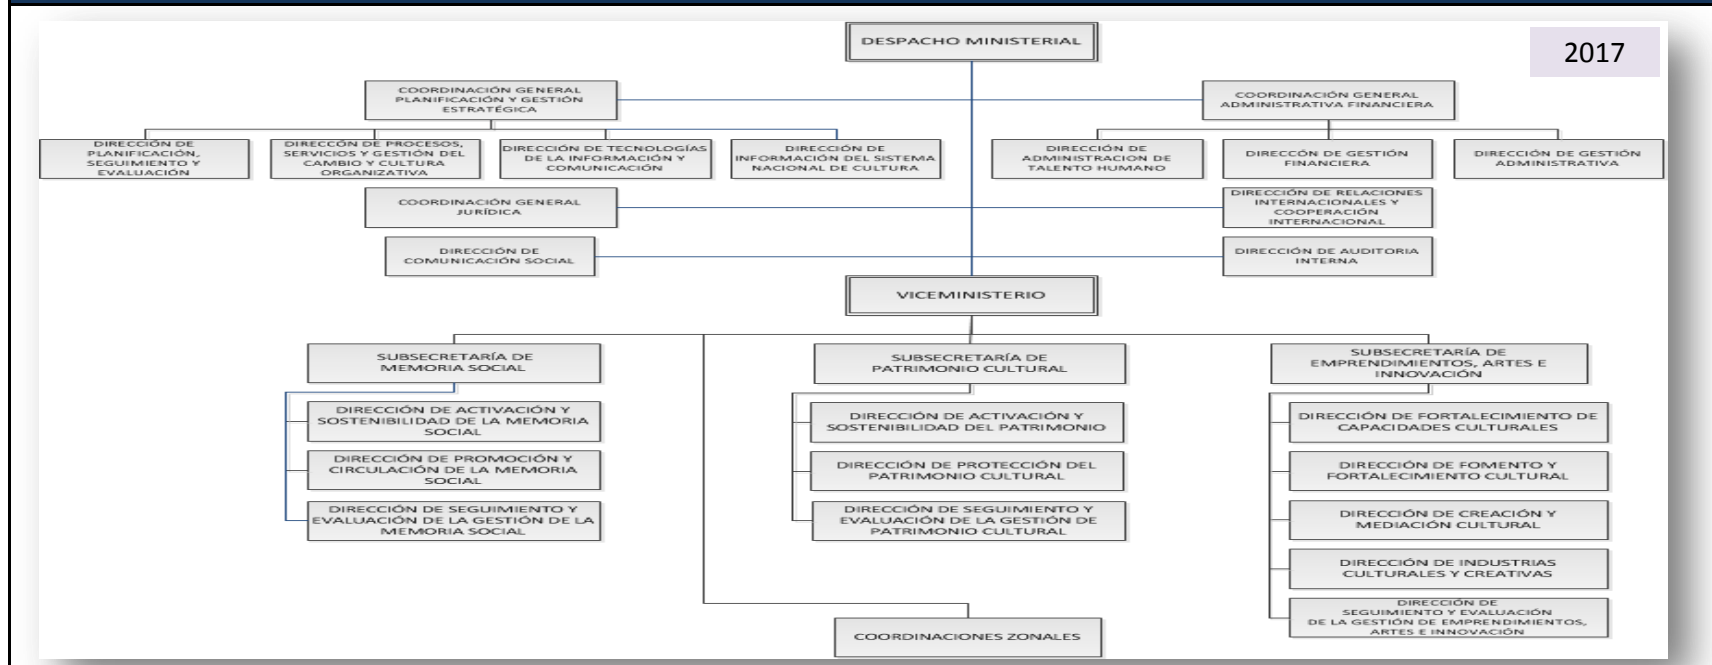 DESPACHO MINISTERIAL
2017
COORDINACIÓN GENERAL
PLANIFICACIÓN Y GESTIÓN
ESTRATÉGICA
COORDINACIÓN GENERAL
ADMINISTRATIVA FINANCIERA
DIRECCIÓN DE
PLANIFICACIÓN,
SEGUIMIENTO Y
EVALUACIÓN
DIRECCÓN DE PROCESOS,
SERVICIOS Y GESTIÓN DEL
CAMBIO Y CULTURA
ORGANIZATIVA
DIRECCIÓN DE TECNOLOGÍAS
DE LA INFORMACIÓN Y
COMUNICACIÓN
DIRECCIÓN DE
INFORMACIÓN DEL SISTEMA
NACIONAL DE CULTURA
DIRECCIÓN DE
ADMINISTRACION DE
TALENTO HUMANO
DIRECCIÓN DE GESTIÓN
FINANCIERA
DIRECCIÓN DE GESTIÓN
ADMINISTRATIVA
COORDINACIÓN GENERAL
JURÍDICA
DIRECCIÓN DE RELACIONES
INTERNACIONALES Y
COOPERACIÓN
INTERNACIONAL
DIRECCIÓN DE
COMUNICACIÓN SOCIAL
DIRECCIÓN DE AUDITORIA
INTERNA
VICEMINISTERIO
SUBSECRETARÍA DE
MEMORIA SOCIAL
DIRECCIÓN DE ACTIVACIÓN Y
SOSTENIBILIDAD DE LA MEMORIA
SOCIAL
DIRECCIÓN DE PROMOCIÓN Y
CIRCULACIÓN DE LA MEMORIA
SOCIAL
DIRECCIÓN DE SEGUIMIENTO Y
EVALUACIÓN DE LA GESTIÓN DE LA
MEMORIA SOCIAL
SUBSECRETARÍA DE
PATRIMONIO CULTURAL
DIRECCIÓN DE ACTIVACIÓN Y
SOSTENIBILIDAD DEL PATRIMONIO
DIRECCIÓN DE PROTECCIÓN DEL
PATRIMONIO CULTURAL
DIRECCIÓN DE SEGUIMIENTO Y
EVALUACIÓN DE LA GESTIÓN DE
PATRIMONIO CULTURAL
SUBSECRETARÍA DE
EMPRENDIMIENTOS, ARTES E
INNOVACIÓN
DIRECCIÓN DE FORTALECIMIENTO DE
CAPACIDADES CULTURALES
DIRECCIÓN DE FOMENTO Y
FORTALECIMIENTO CULTURAL
DIRECCIÓN DE CREACIÓN Y
MEDIACIÓN CULTURAL
DIRECCIÓN DE INDUSTRIAS
CULTURALES Y CREATIVAS
DIRECCIÓN DE
SEGUIMIENTO Y EVALUACIÓN
DE LA GESTIÓN DE EMPRENDIMIENTOS,
ARTES E INNOVACIÓN
COORDINACIONES ZONALES